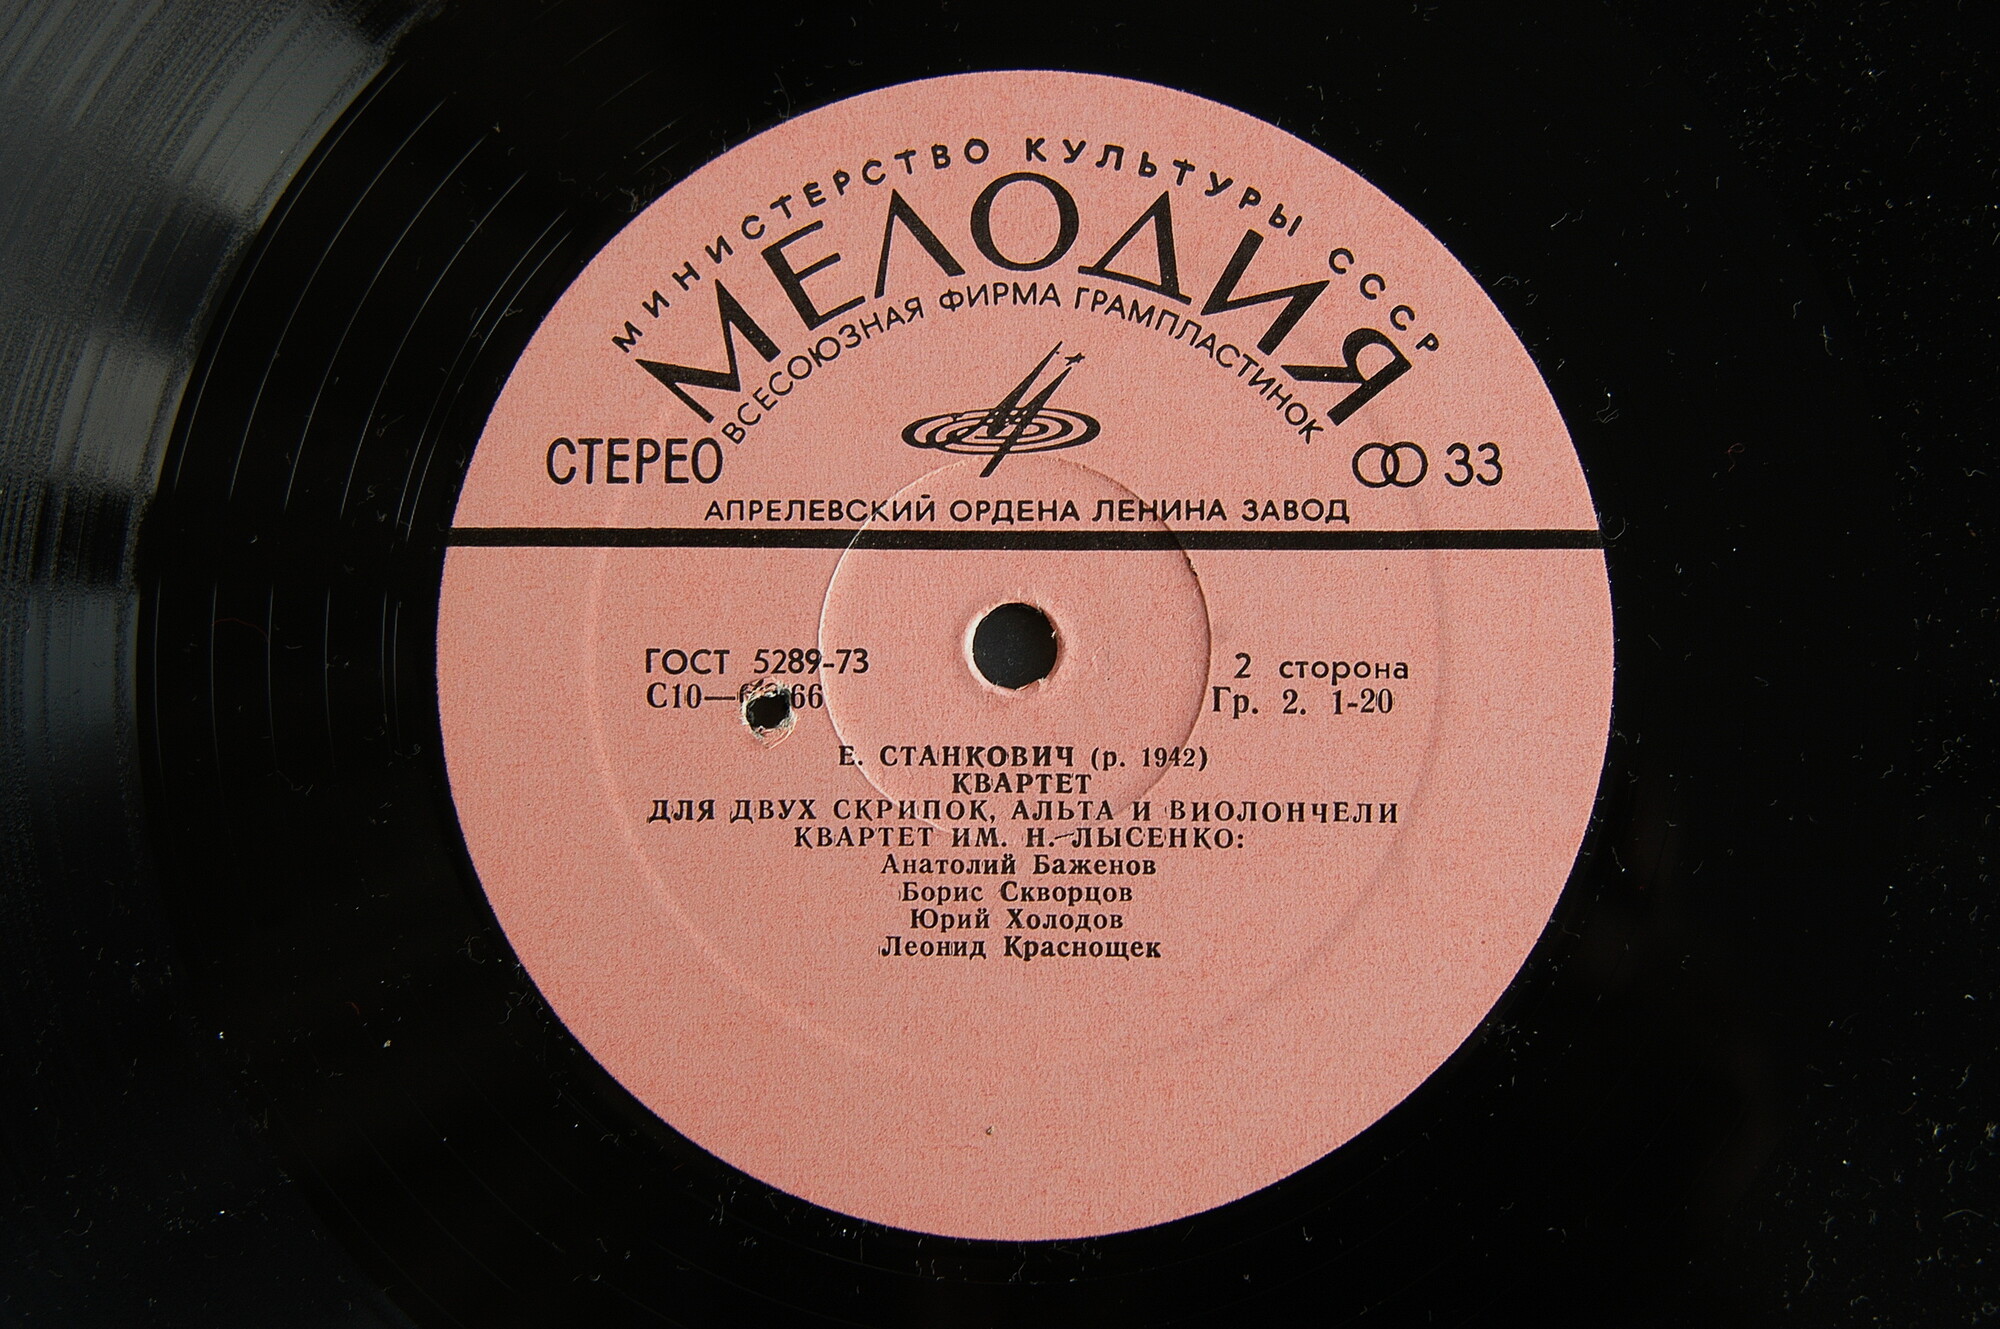 МИНИСТЕРСТВО КУЛЬТУРЫ СССР
МЕЛОДИЯ
ВСЕСОЮЗНАЯ ФИРМА ГРАМПЛАСТИНОК
СТЕРЕО 33
АПРЕЛЕВСКИЙ ОРДЕНА ЛЕНИНА ЗАВОД
ГОСТ 5289-73 2 сторона
Гр. 2. 1-20
Е. СТАНКОВИЧ (р. 1942)
КВАРТЕТ
ДЛЯ ДВУХ СКРИПОК, АЛЬТА И ВИОЛОНЧЕЛИ
КВАРТЕТ ИМ. Н. ЛЫСЕНКО:
Анатолий Баженов
Борис Скворцов
Юрий Холодов
Леонид Краснощек